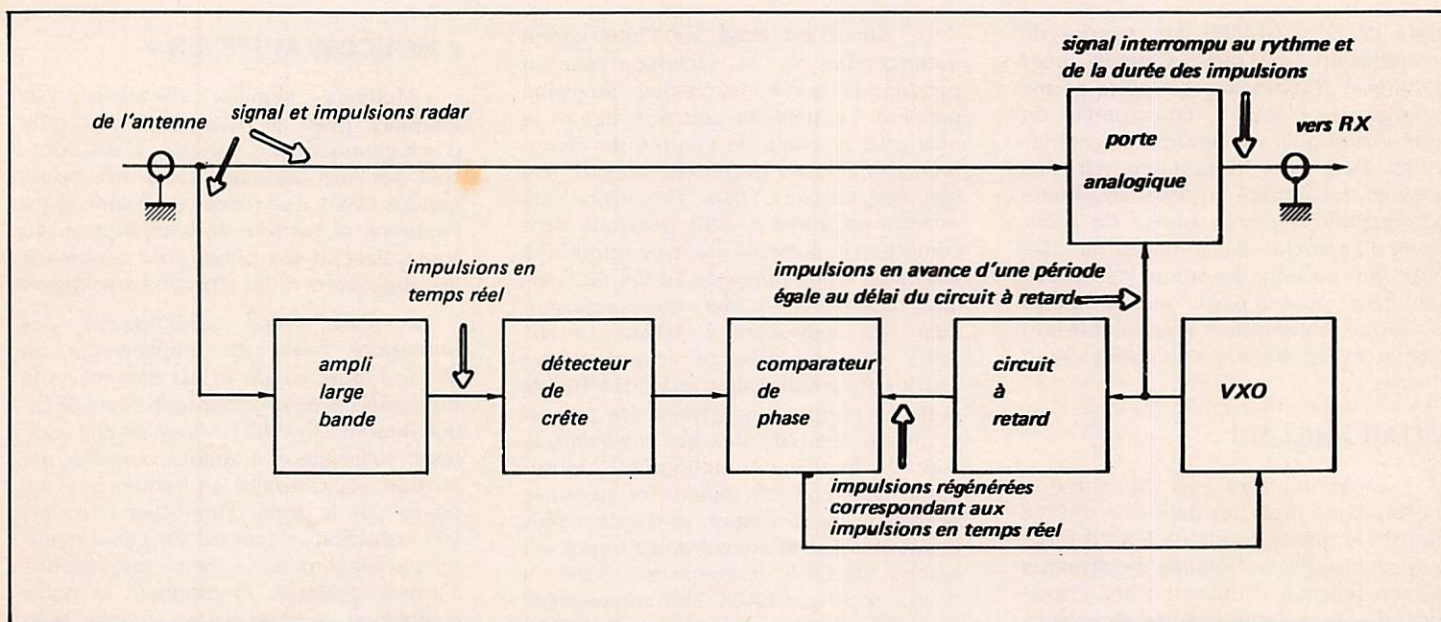 signal interrompu au rythme et
de la durée des impulsions
de l'antenne
signal et impulsions radar
porte
analogique
vers RX
impulsions en
temps réel
impulsions en avance d'une période
égale au délai du circuit à retard
ampli
large
bande
détecteur
de
crête
comparateur
de
phase
circuit
à
retard
VXO
impulsions régénérées
correspondant aux
impulsions en temps réel